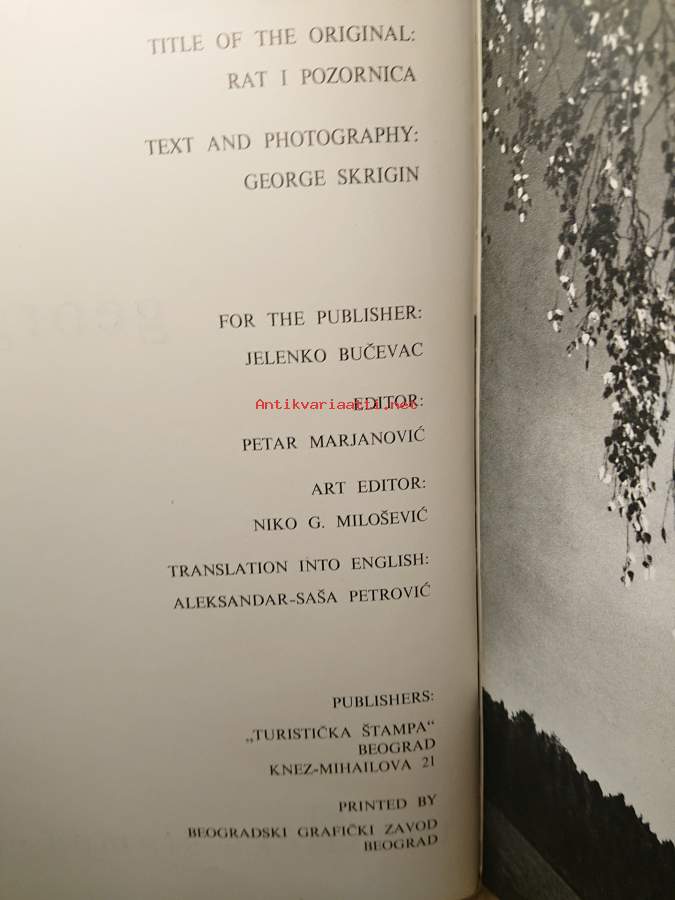 TITLE OF THE ORIGINAL:
RAT I POZORNICA
TEXT AND PHOTOGRAPHY:
GEORGE SKRIGIN
FOR THE PUBLISHER:
JELENKO BUČEVAC
Antikvariaatti.net
EDITOR:
PETAR MARJANOVIĆ
ART EDITOR:
NIKO G. MILOŠEVIĆ
TRANSLATION INTO ENGLISH:
ALEKSANDAR-SAŠA PETROVIĆ
PUBLISHERS:
„TURISTIČKA ŠTAMPA“
BEOGRAD
KNEZ-MIHAILOVA 21
PRINTED BY
BEOGRADSKI GRAFIČKI ZAVOD
BEOGRAD